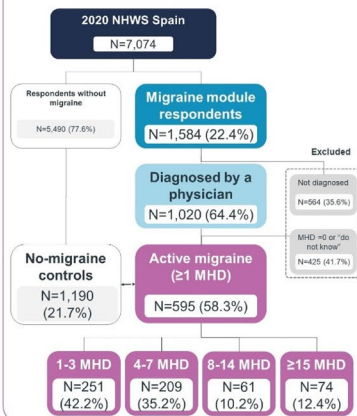 2020 NHWS Spain
N=7,074
Respondents without
migraine
N=5,490 (77.6%)
Migraine module
respondents
N=1,584 (22.4%)
Excluded
Diagnosed by a
physician
N=1,020 (64.4%)
Not diagnosed
N=564 (35.6%)
MHD =0 or "do
not know"
N=425 (41.7%)
No-migraine
controls
N=1,190
(21.7%)
Active migraine
(≥1 MHD)
N=595 (58.3%)
1-3 MHD
N=251
(42.2%)
4-7 MHD
N=209
(35.2%)
8-14 MHD
N=61
(10.2%)
≥15 MHD
N=74
(12.4%)